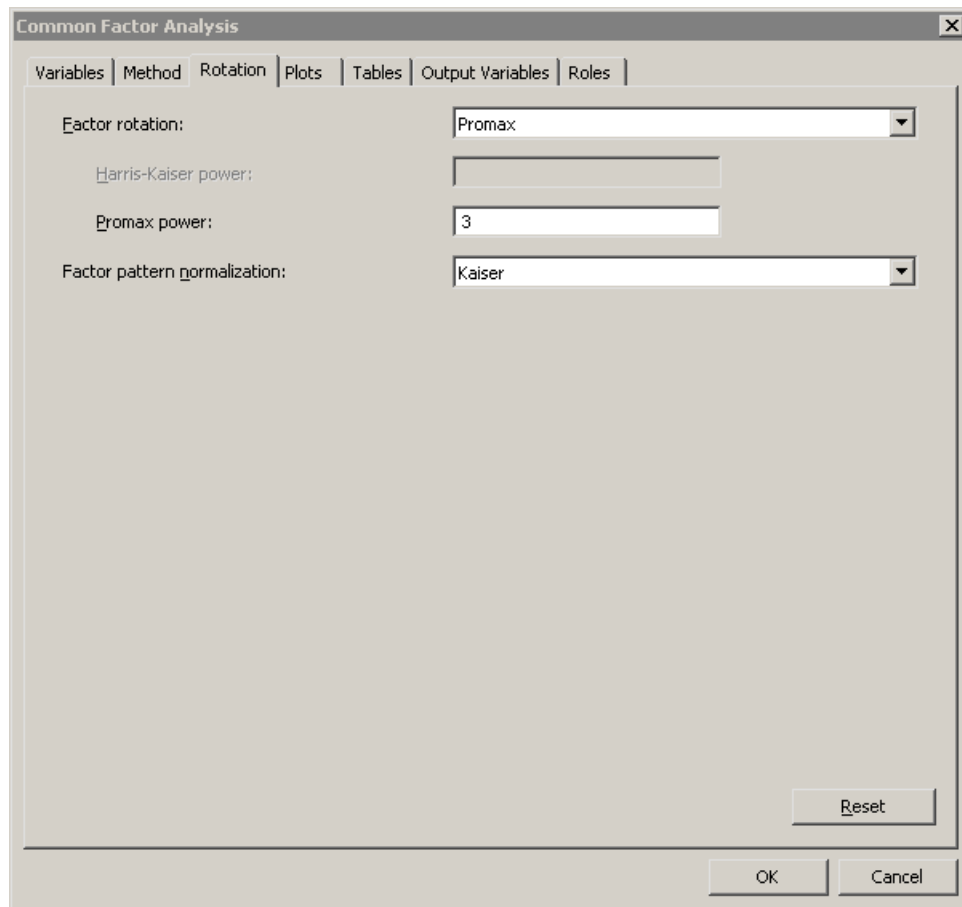 Common Factor Analysis
Variables Method Rotation Plots Tables Output Variables Roles
Factor rotation: Promax
Harris-Kaiser power:
Promax power: 3
Factor pattern normalization: Kaiser
Reset
OK Cancel